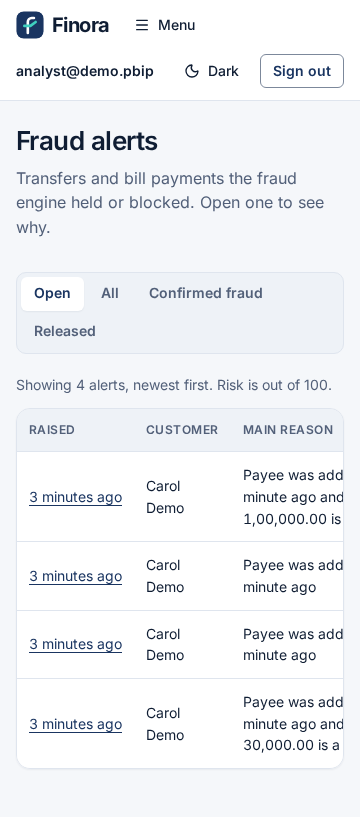 Finora
Menu
analyst@demo.pbip
Dark
Sign out
Fraud alerts
Transfers and bill payments the fraud
engine held or blocked. Open one to see
why.
Open
All
Confirmed fraud
Released
Showing 4 alerts, newest first. Risk is out of 100.
RAISED
CUSTOMER
MAIN REASON
3 minutes ago
Carol
Demo
Payee was add
minute ago and
1,00,000.00 is
3 minutes ago
Carol
Demo
Payee was add
minute ago
3 minutes ago
Carol
Demo
Payee was add
minute ago
3 minutes ago
Carol
Demo
Payee was add
minute ago and
30,000.00 is a